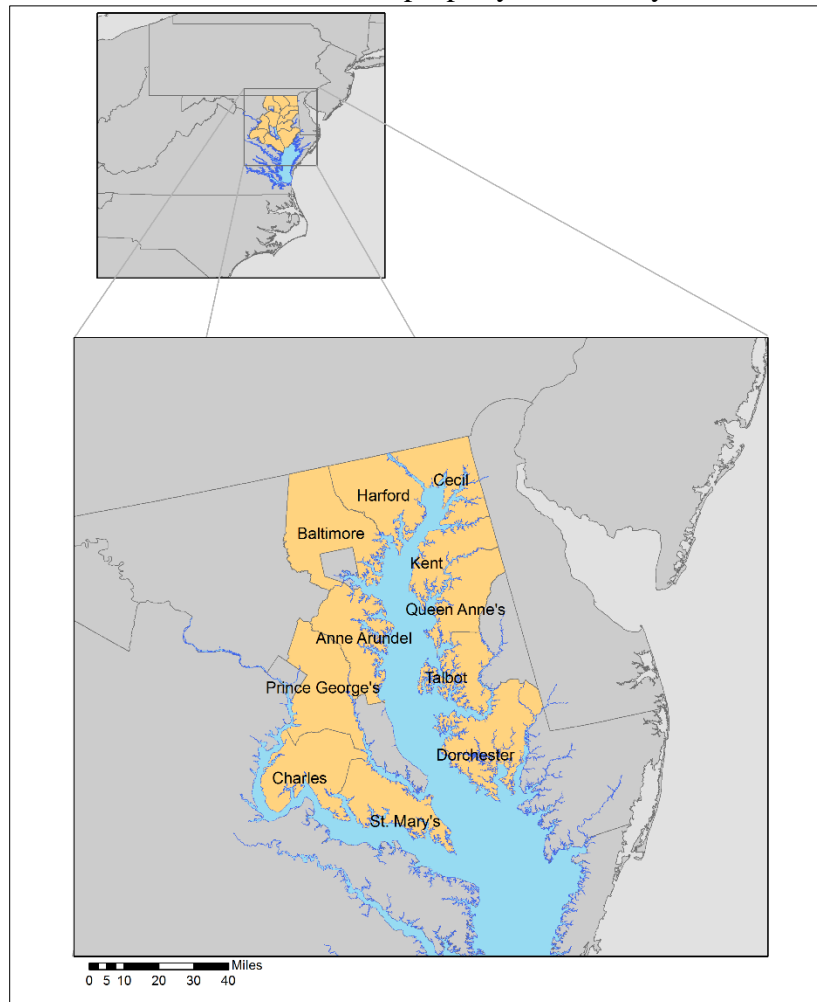 Cecil
Harford
Baltimore
Kent
Queen Anne's
Anne Arundel
Talbot
Prince George's
Dorchester
Charles
St. Mary's
Miles
0 5 10 20 30 40